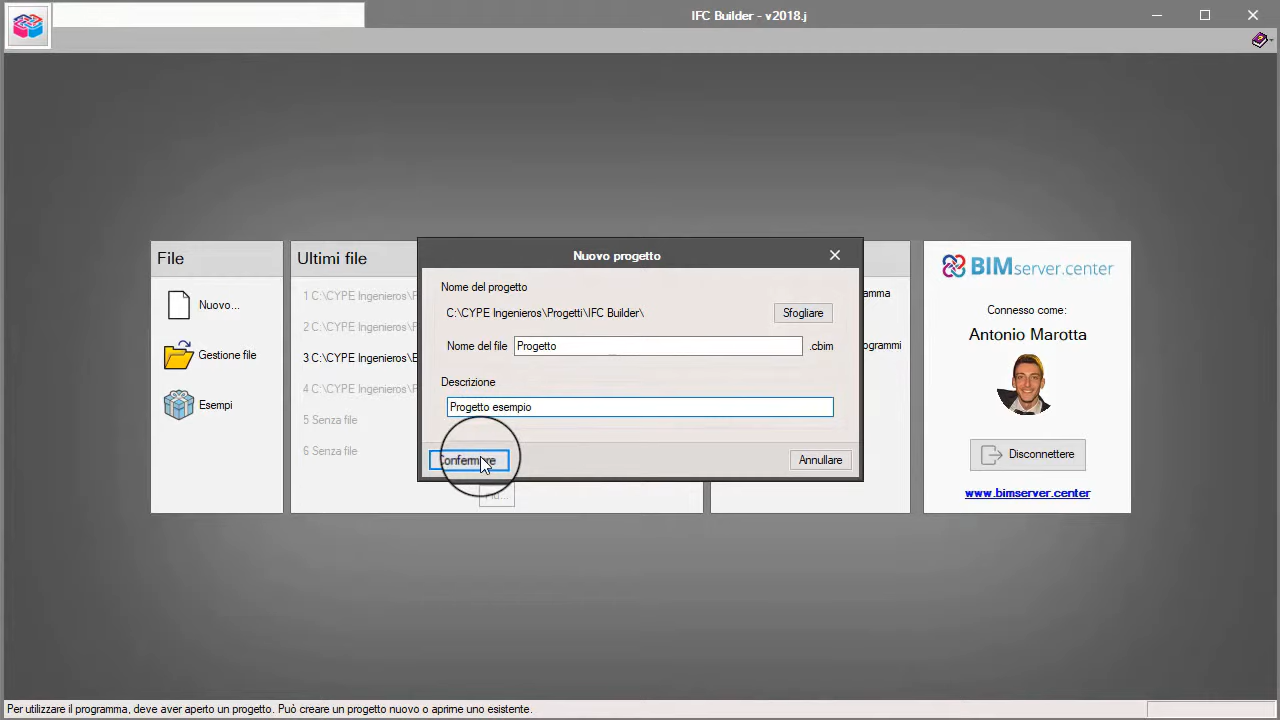 IFC Builder - v2018.j
File
Nuovo...
Gestione file
Esempi
Ultimi file
1 C:\CYPE Ingenieros\
2 C:\CYPE Ingenieros\
3 C:\CYPE Ingenieros\
4 C:\CYPE Ingenieros\
5 Senza file
6 Senza file
Nuovo progetto
Nome del progetto
C:\CYPE Ingenieros\Progetti\IFC Builder\
Sfogliare
Nome del file
Progetto
.cbim
Descrizione
Progetto esempio
Confermare
Annullare
BIMserver.center
Connesso come:
Antonio Marotta
Disconnettere
www.bimserver.center
Per utilizzare il programma, deve aver aperto un progetto. Può creare un progetto nuovo o aprirne uno esistente.